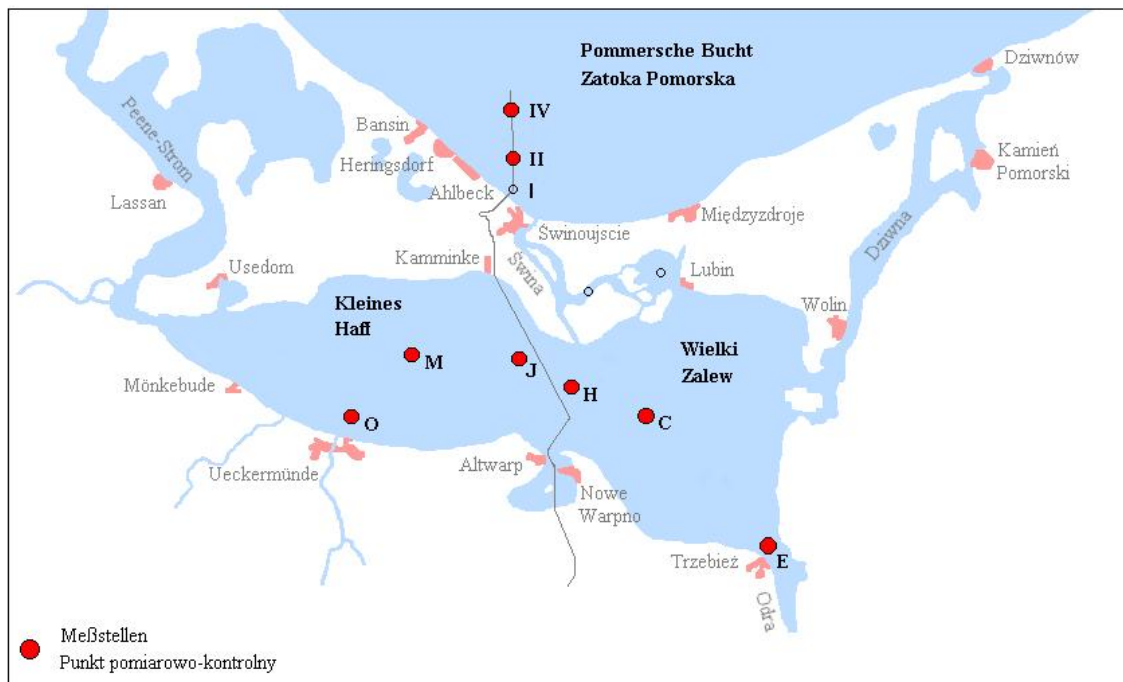 Pommersche Bucht
Zatoka Pomorska
Dziwnów
Peene-Strom
IV
Bansin
II
Heringsdorf
Kamień
Pomorski
Ahlbeck
I
Lassan
Międzyzdroje
Świnoujscie
Dziwna
Kamminke
Usedom
Świna
Lubin
Kleines
Haff
Wolin
Wielki
Zalew
M
J
Mönkebude
H
O
C
Ueckermünde
Altwarp
Nowe
Warpno
Trzebież
E
Odra
Meßstellen
Punkt pomiarowo-kontrolny